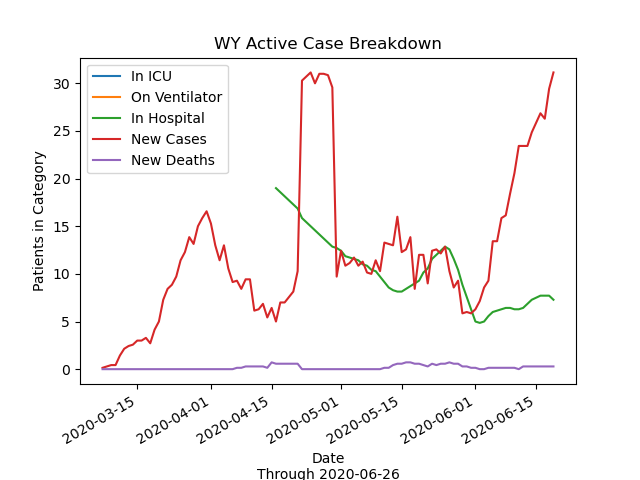 WY Active Case Breakdown
In ICU
On Ventilator
In Hospital
New Cases
New Deaths
Patients in Category
30
25
20
15
10
5
0
2020-03-15
2020-04-01
2020-04-15
2020-05-01
2020-05-15
2020-06-01
2020-06-15
Date
Through 2020-06-26